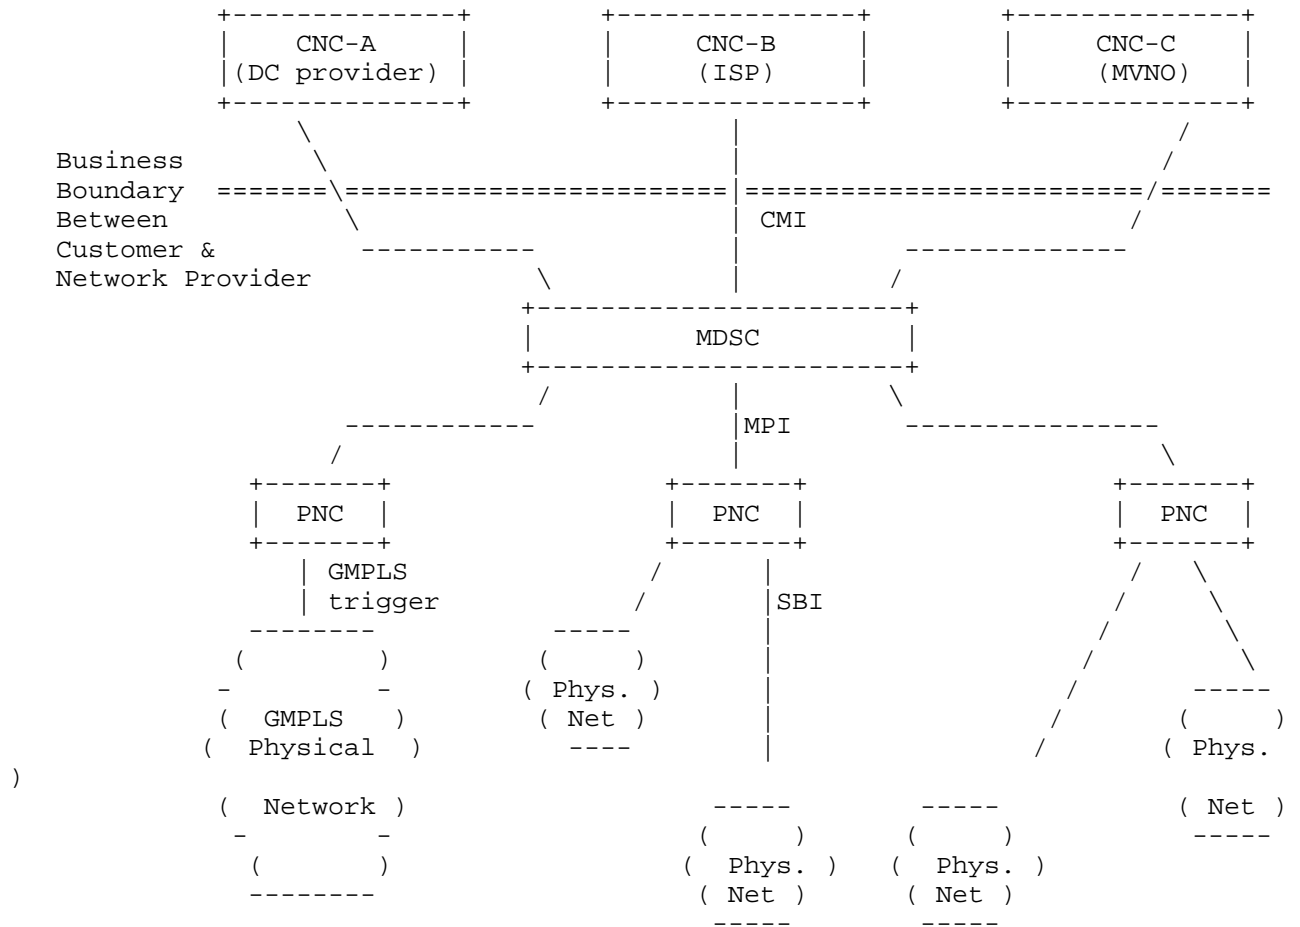 +--------------+ +---------------+ +-------------+
| CNC-A | | CNC-B | | CNC-C |
|(DC provider) | | (ISP) | | (MVNO) |
+--------------+ +---------------+ +-------------+
\ | /
Business \ | /
Boundary =======\========================|=========================/=======
Between \ | CMI /
Customer & ----------- | --------------
Network Provider \ | /
+-----------------------+
| MDSC |
+-----------------------+
/ | \
------------ |MPI ----------------
/ | \
+-------+ +-------+ +-------+
| PNC | | PNC | | PNC |
+-------+ +-------+ +-------+
| GMPLS / | / \
| trigger / |SBI / \
-------- ----- | / \
( ) ( ) | / \
- - ( Phys. ) | / -----
( GMPLS ) ( Net ) | / ( )
( Physical ) ---- | / ( Phys.
)
( Network ) ----- ----- ( Net )
- - ( ) ( ) -----
( ) ( Phys. ) ( Phys. )
-------- ( Net ) ( Net )
----- -----